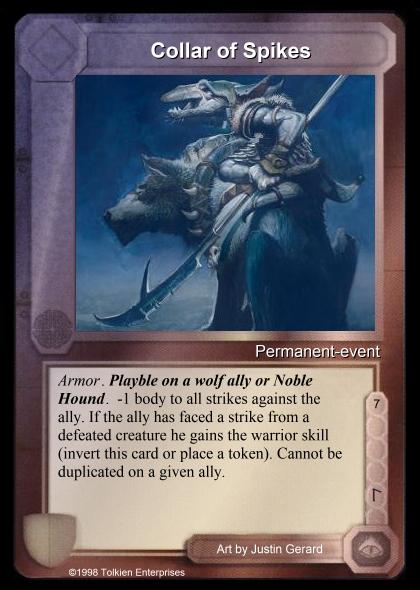 Collar of Spikes
Permanent-event
Armor. Playble on a wolf ally or Noble
Hound. -1 body to all strikes against the
ally. If the ally has faced a strike from a
defeated creature he gains the warrior skill
(invert this card or place a token). Cannot be
duplicated on a given ally.
7
7
Art by Justin Gerard
©1998 Tolkien Enterprises